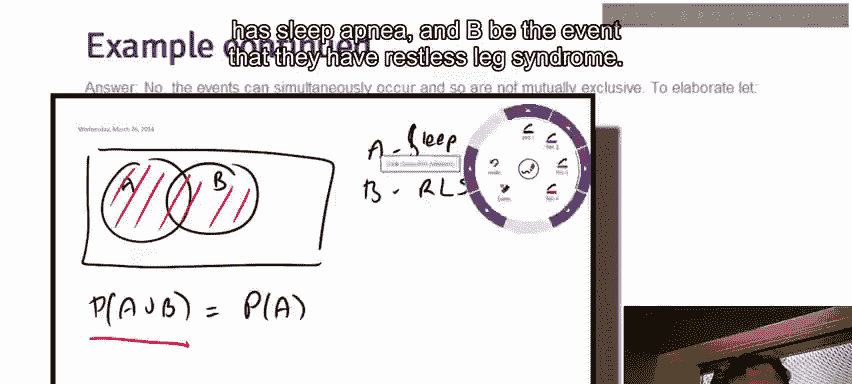 has sleep apnea, and B be the event
that they have restless leg syndrome.
Example continued
Answer: No, the events can simultaneously occur and so are not mutually exclusive. To elaborate let:
Wednesday, March 26, 2014
A - Sleep
B - RLS
A B
P(A∪B) = P(A)